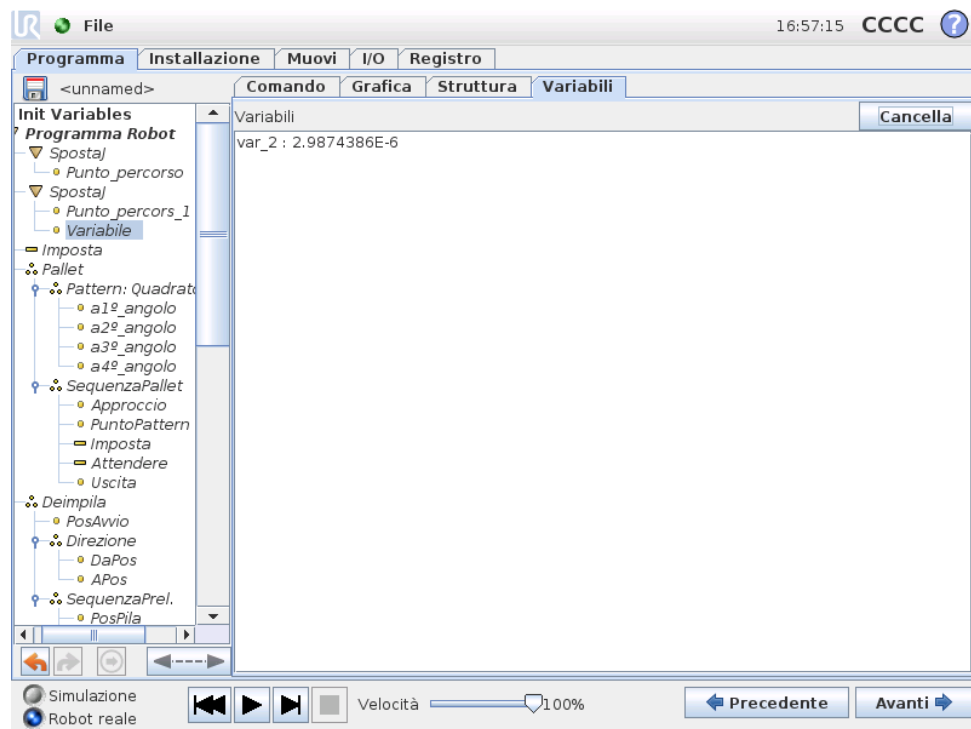 UR File 16:57:15 CCCC ?
Programma Installazione Muovi I/O Registro
<unnamed> Comando Grafica Struttura Variabili
Variabili Cancella
var_2 : 2.9874386E-6
Init Variables
Programma Robot
SpostaJ
Punto_percorso
SpostaJ
Punto_percors_1
Variabile
Imposta
Pallet
Pattern: Quadrato
a1º_angolo
a2º_angolo
a3º_angolo
a4º_angolo
SequenzaPallet
Approccio
PuntoPattern
Imposta
Attendere
Uscita
Deimpila
PosAvvio
Direzione
DaPos
APos
SequenzaPrel.
PosPila
Simulazione
Robot reale
Velocità 100% Precedente Avanti